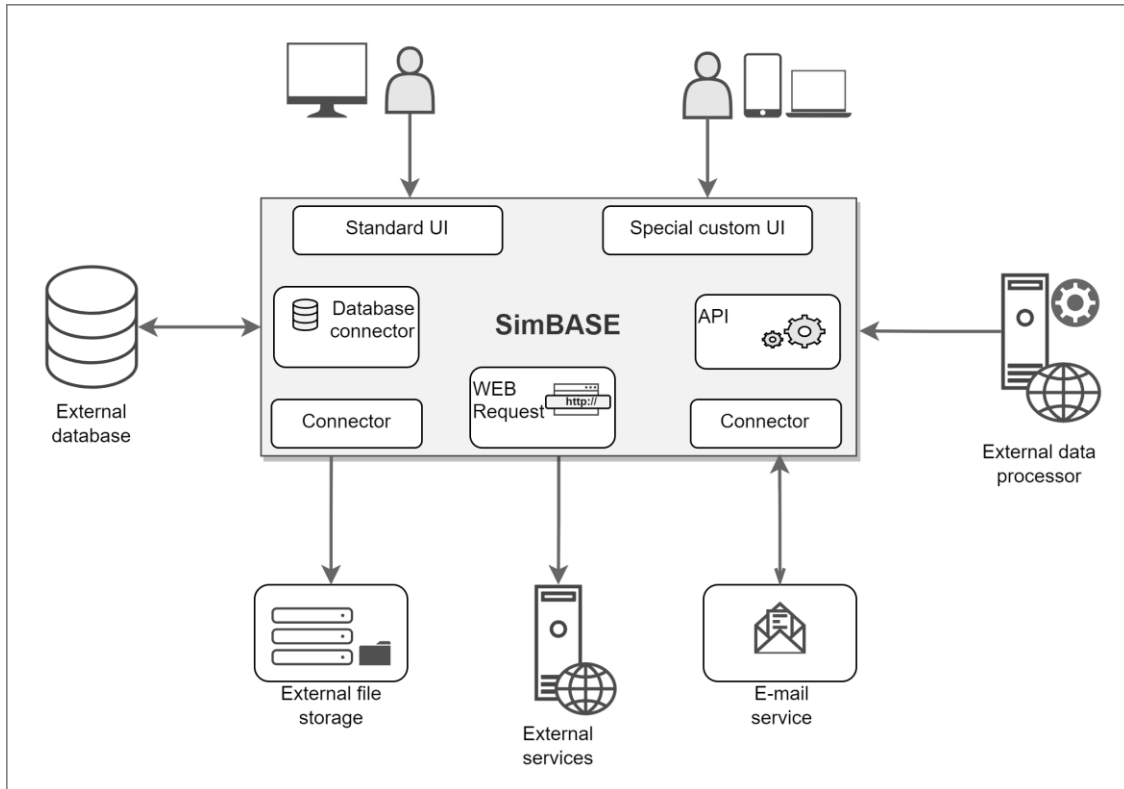 Standard UI
Special custom UI
Database
connector
SimBASE
API
WEB
Request
http://
Connector
Connector
External
database
External data
processor
External file
storage
External
services
E-mail
service